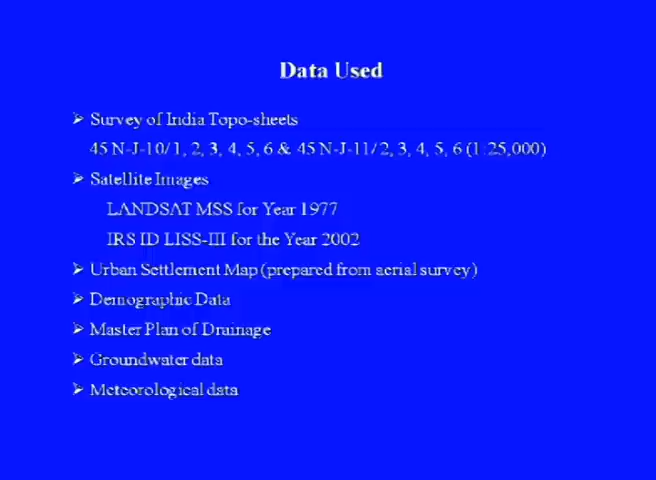 Data Used
➢ Survey of India Topo-sheets
45 N-J-10/1, 2, 3, 4, 5, 6 & 45 N-J-11/2, 3, 4, 5, 6 (1:25,000)
➢ Satellite Images
LANDSAT MSS for Year 1977
IRS ID LISS-III for the Year 2002
➢ Urban Settlement Map (prepared from aerial survey)
➢ Demographic Data
➢ Master Plan of Drainage
➢ Groundwater data
➢ Meteorological data